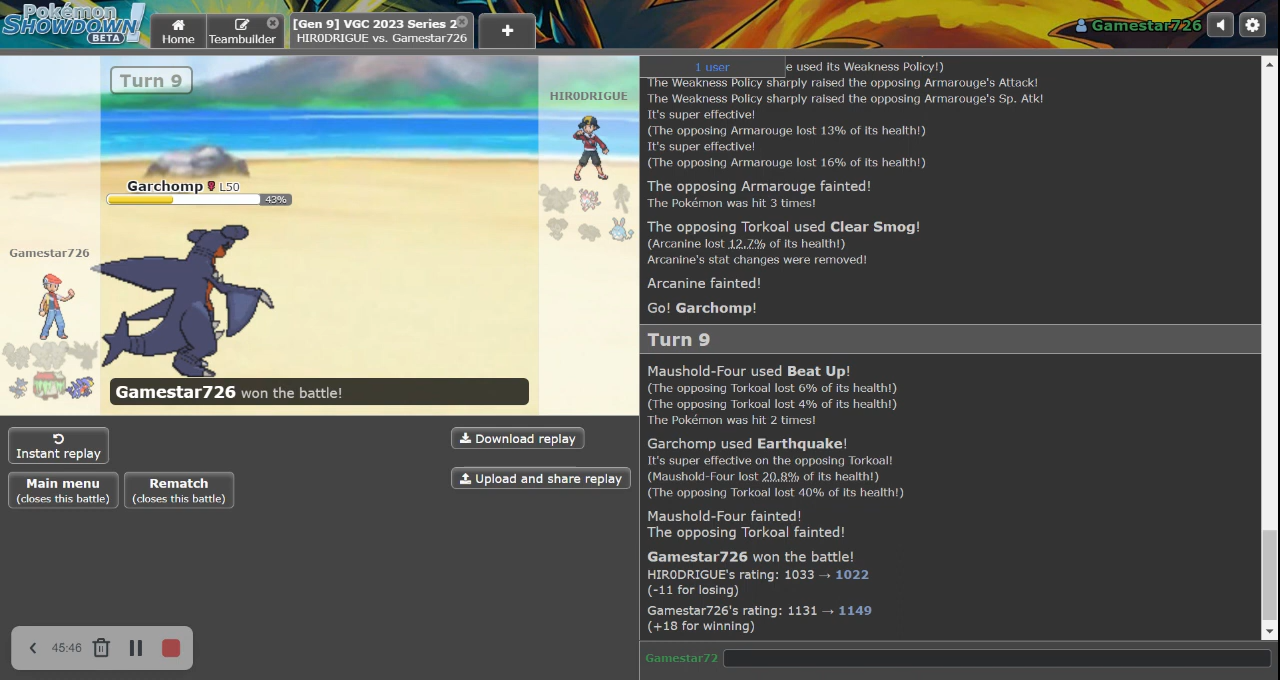 Pokémon
SHOWDOWN!
BETA
Home
Teambuilder
[Gen 9] VGC 2023 Series 2
HIR0DRIGUE vs. Gamestar726
+
Gamestar726
Turn 9
HIR0DRIGUE
Garchomp L50
43%
Gamestar726
Gamestar726 won the battle!
Instant replay
Download replay
Upload and share replay
Main menu
(closes this battle)
Rematch
(closes this battle)
45:46
1 user
e used its Weakness Policy!)
The Weakness Policy sharply raised the opposing Armarouge's Attack!
The Weakness Policy sharply raised the opposing Armarouge's Sp. Atk!
It's super effective!
(The opposing Armarouge lost 13% of its health!)
It's super effective!
(The opposing Armarouge lost 16% of its health!)
The opposing Armarouge fainted!
The Pokémon was hit 3 times!
The opposing Torkoal used Clear Smog!
(Arcanine lost 12.7% of its health!)
Arcanine's stat changes were removed!
Arcanine fainted!
Go! Garchomp!
Turn 9
Maushold-Four used Beat Up!
(The opposing Torkoal lost 6% of its health!)
(The opposing Torkoal lost 4% of its health!)
The Pokémon was hit 2 times!
Garchomp used Earthquake!
It's super effective on the opposing Torkoal!
(Maushold-Four lost 20.8% of its health!)
(The opposing Torkoal lost 40% of its health!)
Maushold-Four fainted!
The opposing Torkoal fainted!
Gamestar726 won the battle!
HIR0DRIGUE's rating: 1033 → 1022
(-11 for losing)
Gamestar726's rating: 1131 → 1149
(+18 for winning)
Gamestar72